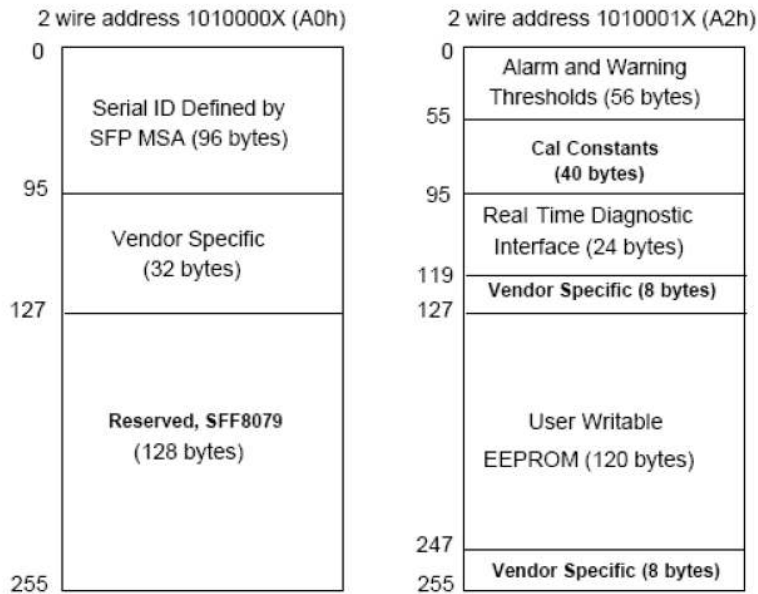 2 wire address 1010000X (A0h)
0
Serial ID Defined by
SFP MSA (96 bytes)
95
Vendor Specific
(32 bytes)
127
Reserved, SFF8079
(128 bytes)
255
2 wire address 1010001X (A2h)
0
Alarm and Warning
Thresholds (56 bytes)
55
Cal Constants
(40 bytes)
95
Real Time Diagnostic
Interface (24 bytes)
119
Vendor Specific (8 bytes)
127
User Writable
EEPROM (120 bytes)
247
Vendor Specific (8 bytes)
255